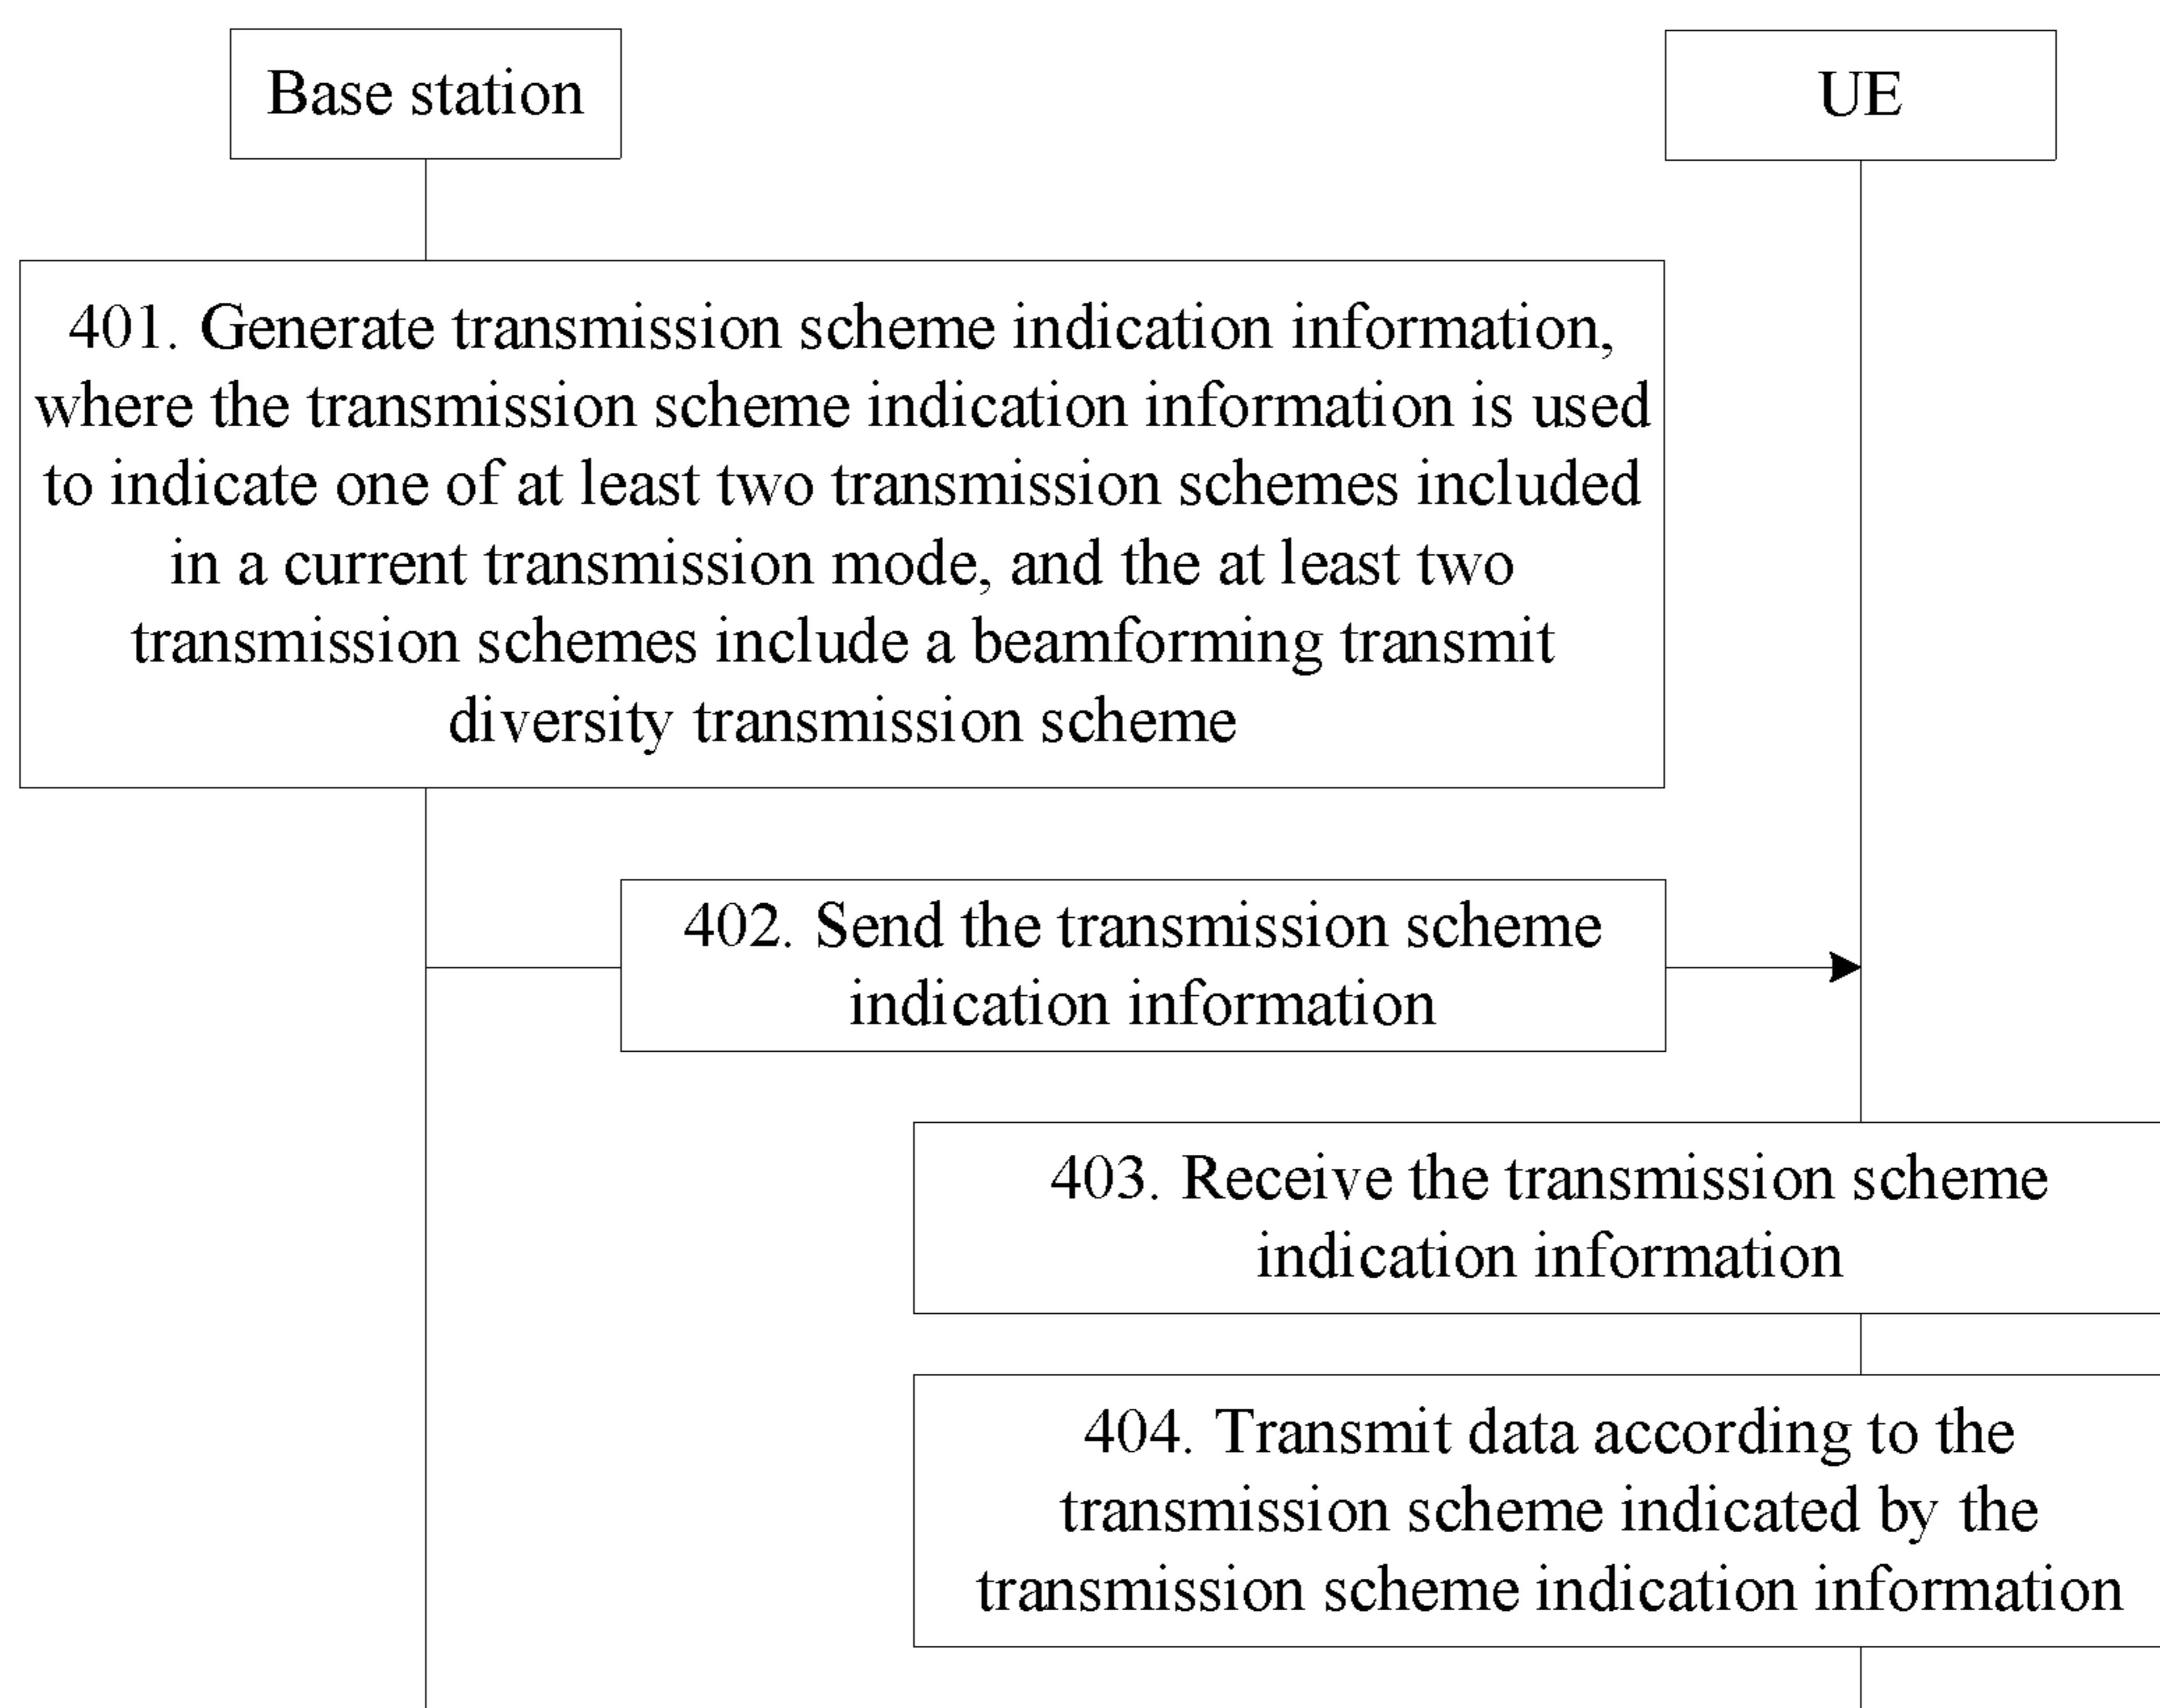 Base station
UE
401. Generate transmission scheme indication information,
where the transmission scheme indication information is used
to indicate one of at least two transmission schemes included
in a current transmission mode, and the at least two
transmission schemes include a beamforming transmit
diversity transmission scheme
402. Send the transmission scheme
indication information
403. Receive the transmission scheme
indication information
404. Transmit data according to the
transmission scheme indicated by the
transmission scheme indication information